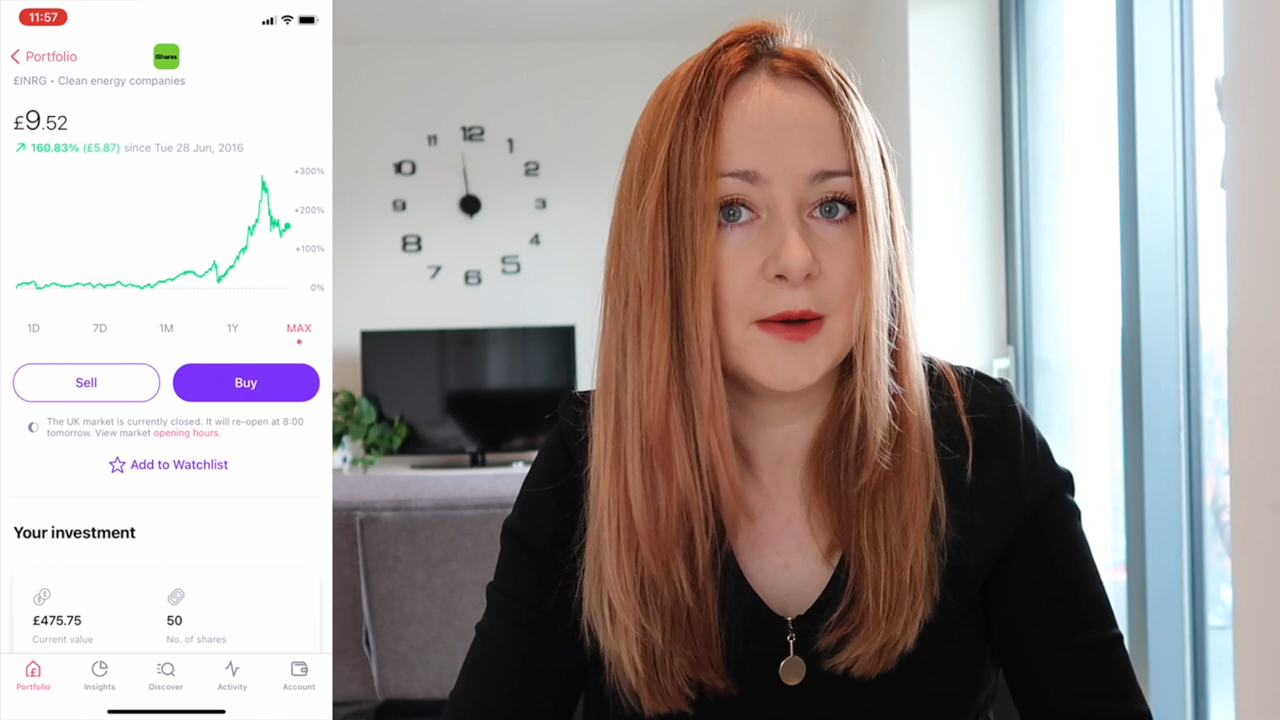 11:57
Portfolio
iShares
£INRG • Clean energy companies
£9.52
160.83% (£5.87) since Tue 28 Jun, 2016
+300%
+200%
+100%
0%
1D 7D 1M 1Y MAX
Sell Buy
The UK market is currently closed. It will re-open at 8:00
tomorrow. View market opening hours.
Add to Watchlist
Your investment
£475.75 50
Current value No. of shares
Portfolio Insights Discover Activity Account
12
11 1
10 2
9 3
8 4
7 5
6